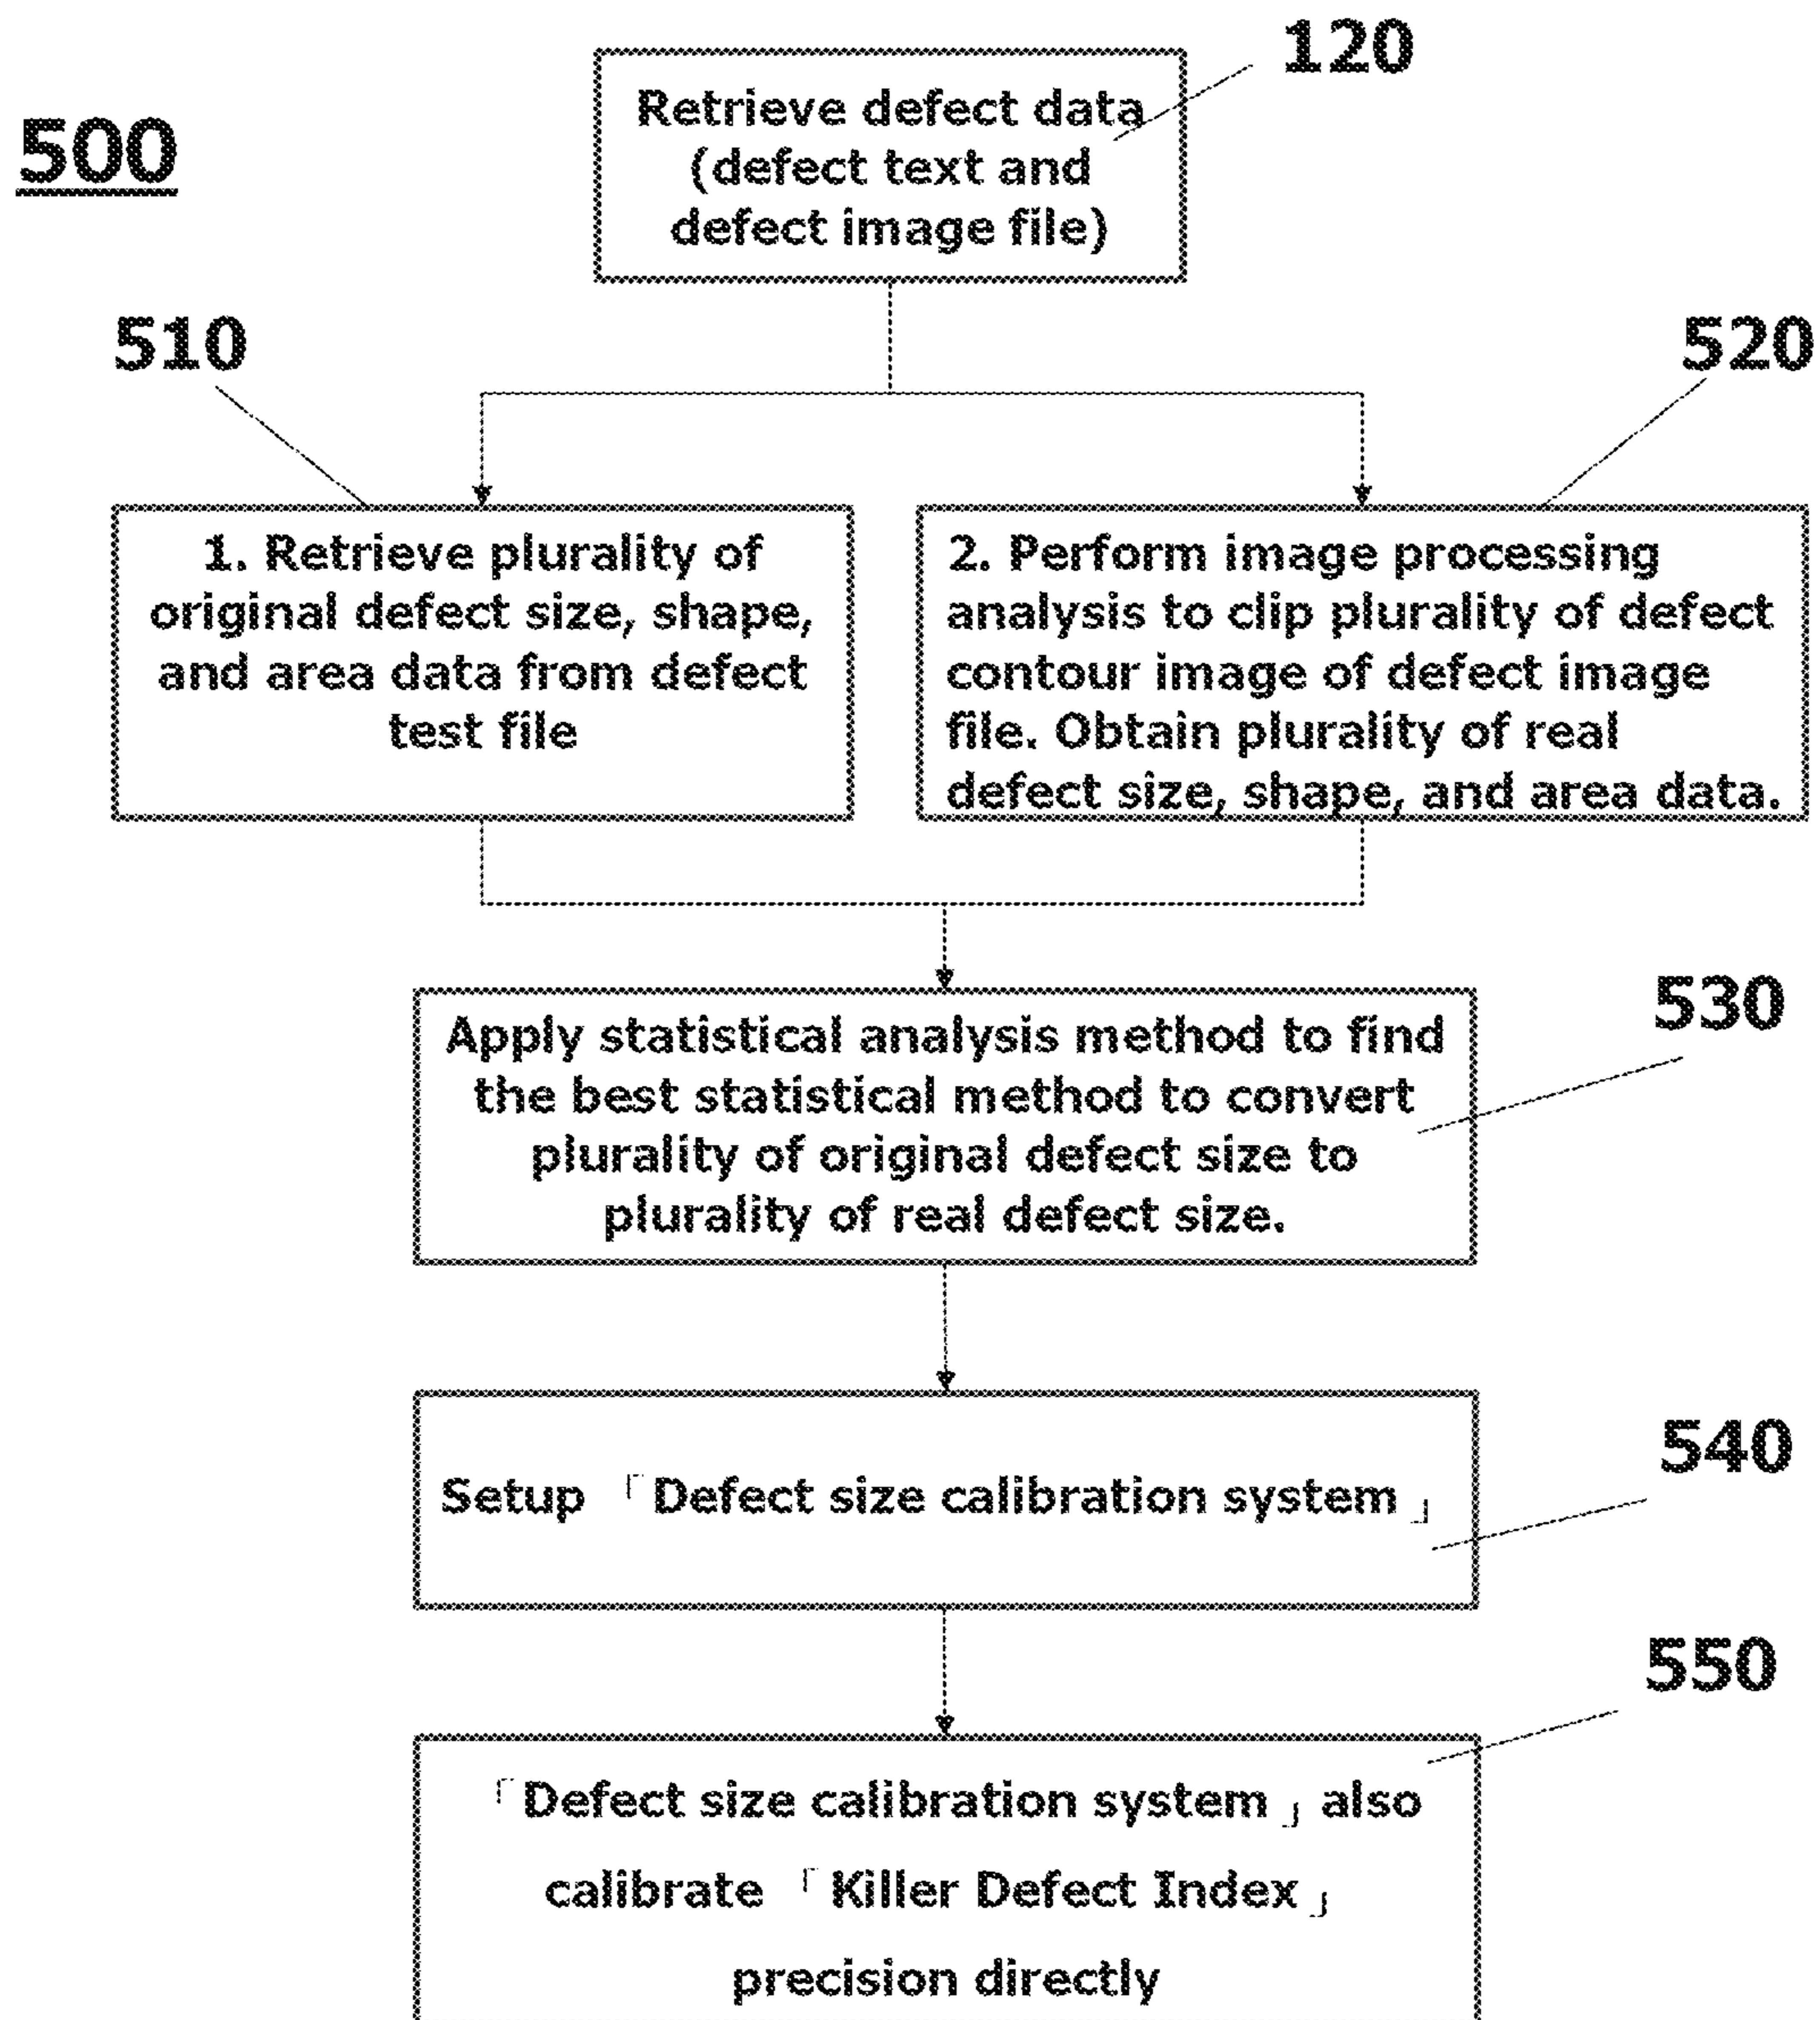 120
500
Retrieve defect data
(defect text and
defect image file)
510
520
1. Retrieve plurality of
original defect size, shape,
and area data from defect
test file
2. Perform image processing
analysis to clip plurality of defect
contour image of defect image
file. Obtain plurality of real
defect size, shape, and area data.
530
Apply statistical analysis method to find
the best statistical method to convert
plurality of original defect size to
plurality of real defect size.
540
Setup 「Defect size calibration system」
550
「Defect size calibration system」also
calibrate 「Killer Defect Index」
precision directly